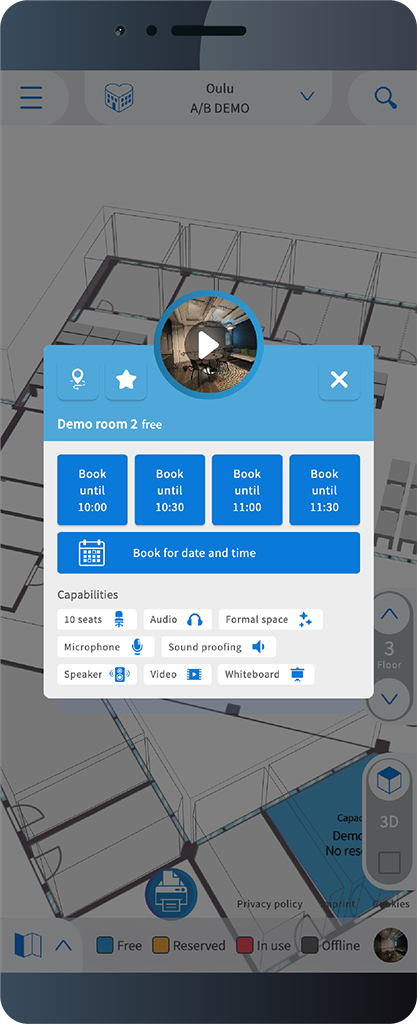 Oulu
A/B DEMO
Demo room 2 free
Book until 10:00
Book until 10:30
Book until 11:00
Book until 11:30
Book for date and time
Capabilities
10 seats
Audio
Formal space
Microphone
Sound proofing
Speaker
Video
Whiteboard
3
Floor
3D
Capac
Demo
No res
Privacy policy
Imprint
Cookies
Free
Reserved
In use
Offline